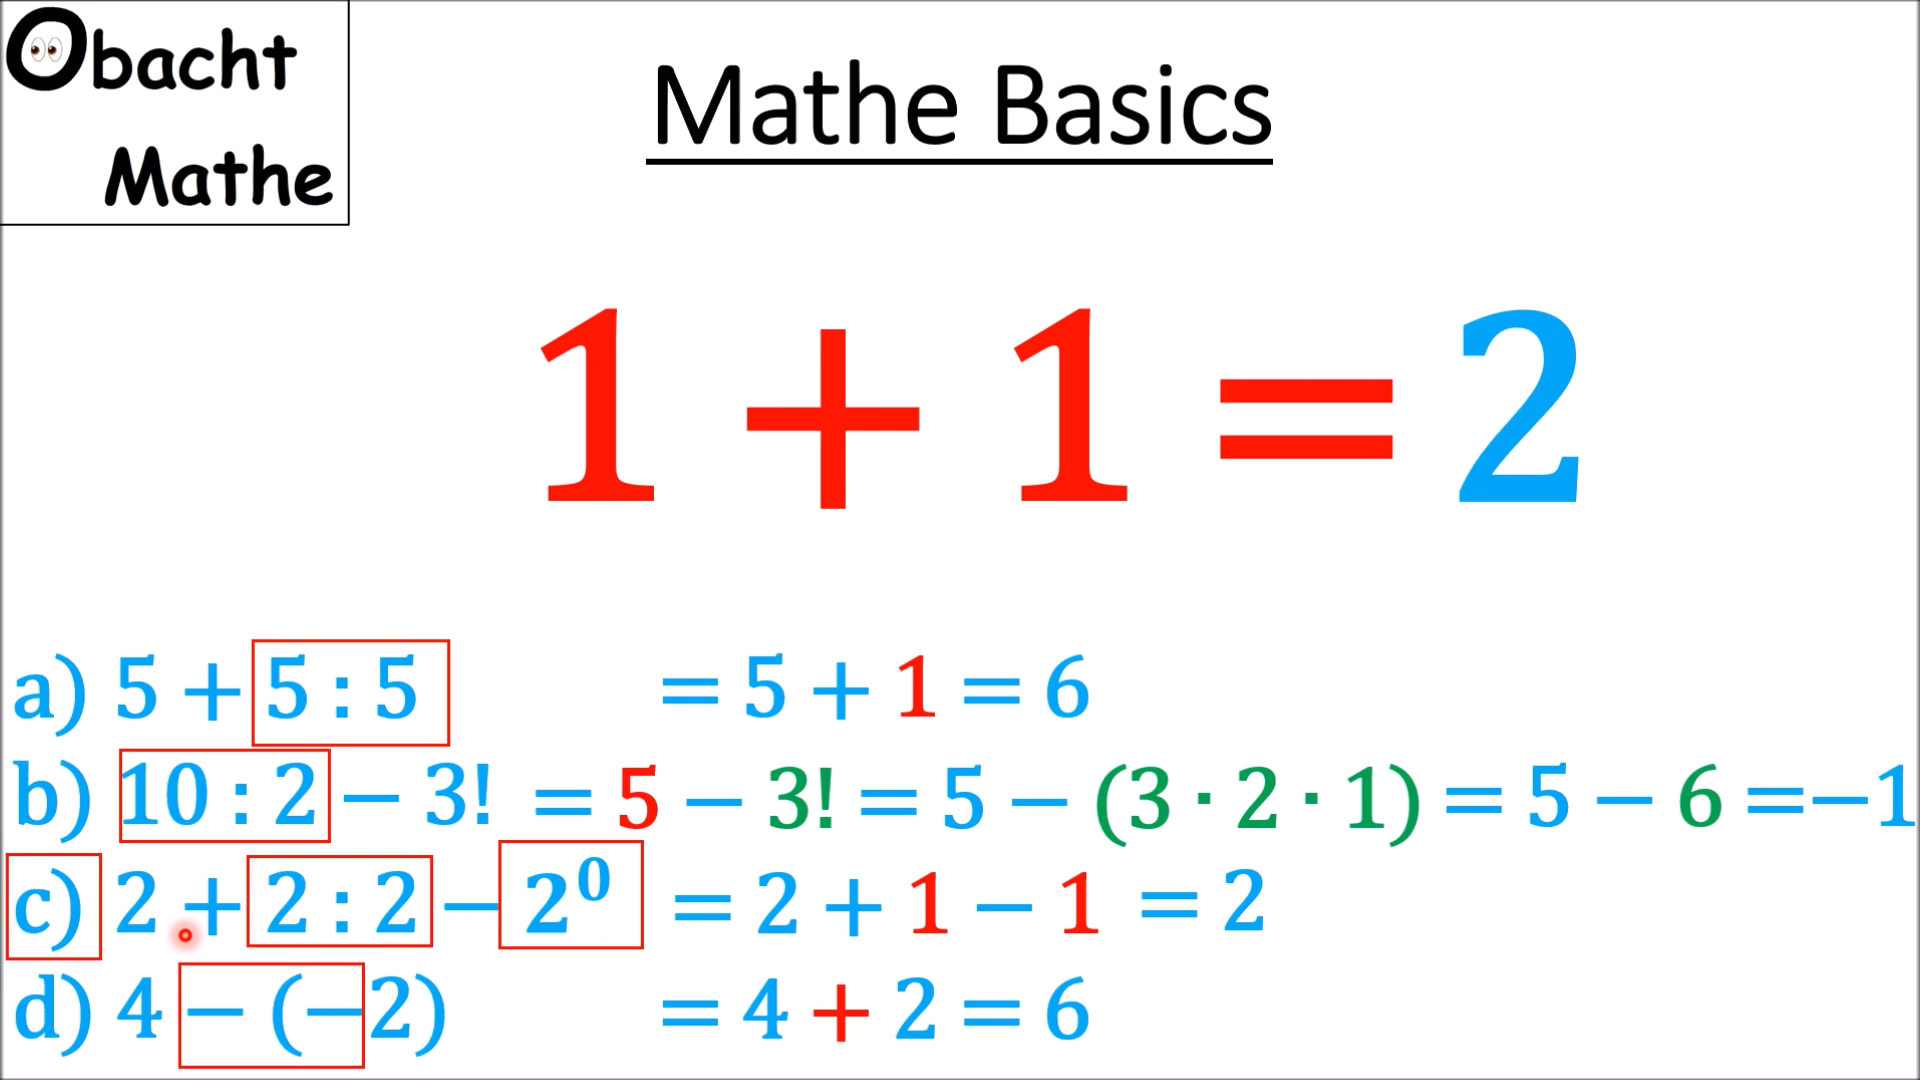 Obacht
Mathe
Mathe Basics
1 + 1 = 2
a) 5 + 5 : 5 = 5 + 1 = 6
b) 10 : 2 − 3! = 5 − 3! = 5 − (3 · 2 · 1) = 5 − 6 = −1
c) 2 + 2 : 2 − 2⁰ = 2 + 1 − 1 = 2
d) 4 − (−2) = 4 + 2 = 6